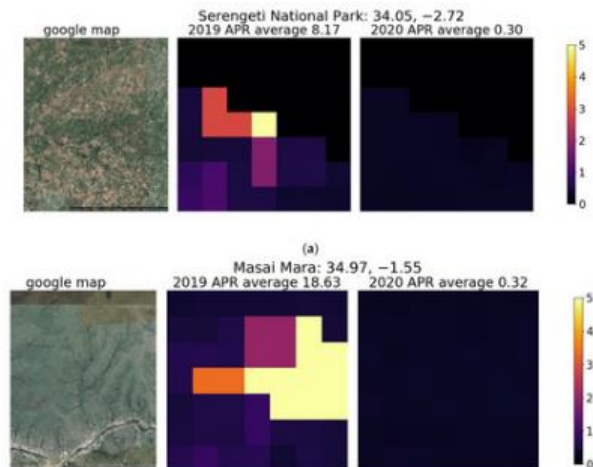 Serengeti National Park: 34.05, −2.72
google map
2019 APR average 8.17
2020 APR average 0.30
5
4
3
2
1
0
(a)
Masai Mara: 34.97, −1.55
google map
2019 APR average 18.63
2020 APR average 0.32
5
4
3
2
1
0